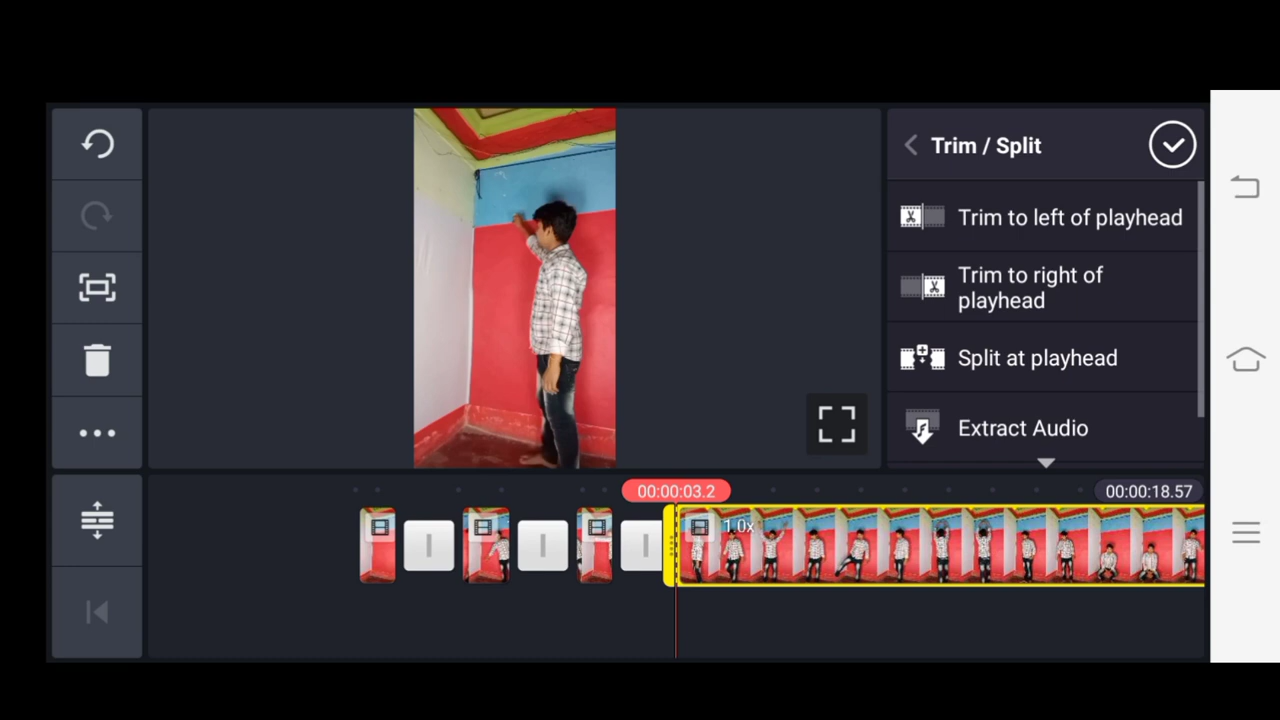 Trim / Split
Trim to left of playhead
Trim to right of
playhead
Split at playhead
Extract Audio
00:00:03.2
00:00:18.57
1.0x